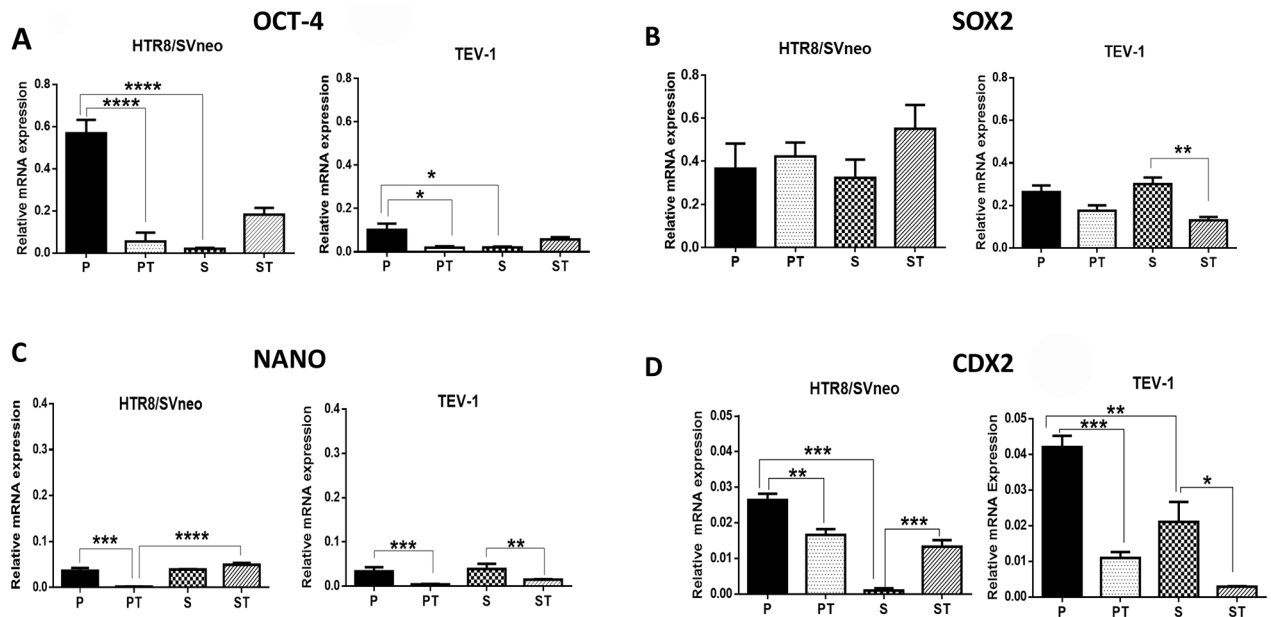 OCT-4
A
HTR8/SVneo
TEV-1
Relative mRNA expression
0.8
0.6
0.4
0.2
0.0
****
****
P PT S ST
Relative mRNA expression
0.8
0.6
0.4
0.2
0.0
*
*
P PT S ST
SOX2
B
HTR8/SVneo
TEV-1
Relative mRNA expression
0.8
0.6
0.4
0.2
0.0
P PT S ST
Relative mRNA expression
0.8
0.6
0.4
0.2
0.0
**
P PT S ST
C
NANO
HTR8/SVneo
TEV-1
Relative mRNA expression
0.4
0.3
0.2
0.1
0.0
*** ****
P PT S ST
Relative mRNA expression
0.4
0.3
0.2
0.1
0.0
*** **
P PT S ST
D
CDX2
HTR8/SVneo
TEV-1
Relative mRNA expression
0.05
0.04
0.03
0.02
0.01
0.00
***
**
***
P PT S ST
Relative mRNA Expression
0.05
0.04
0.03
0.02
0.01
0.00
**
***
*
P PT S ST